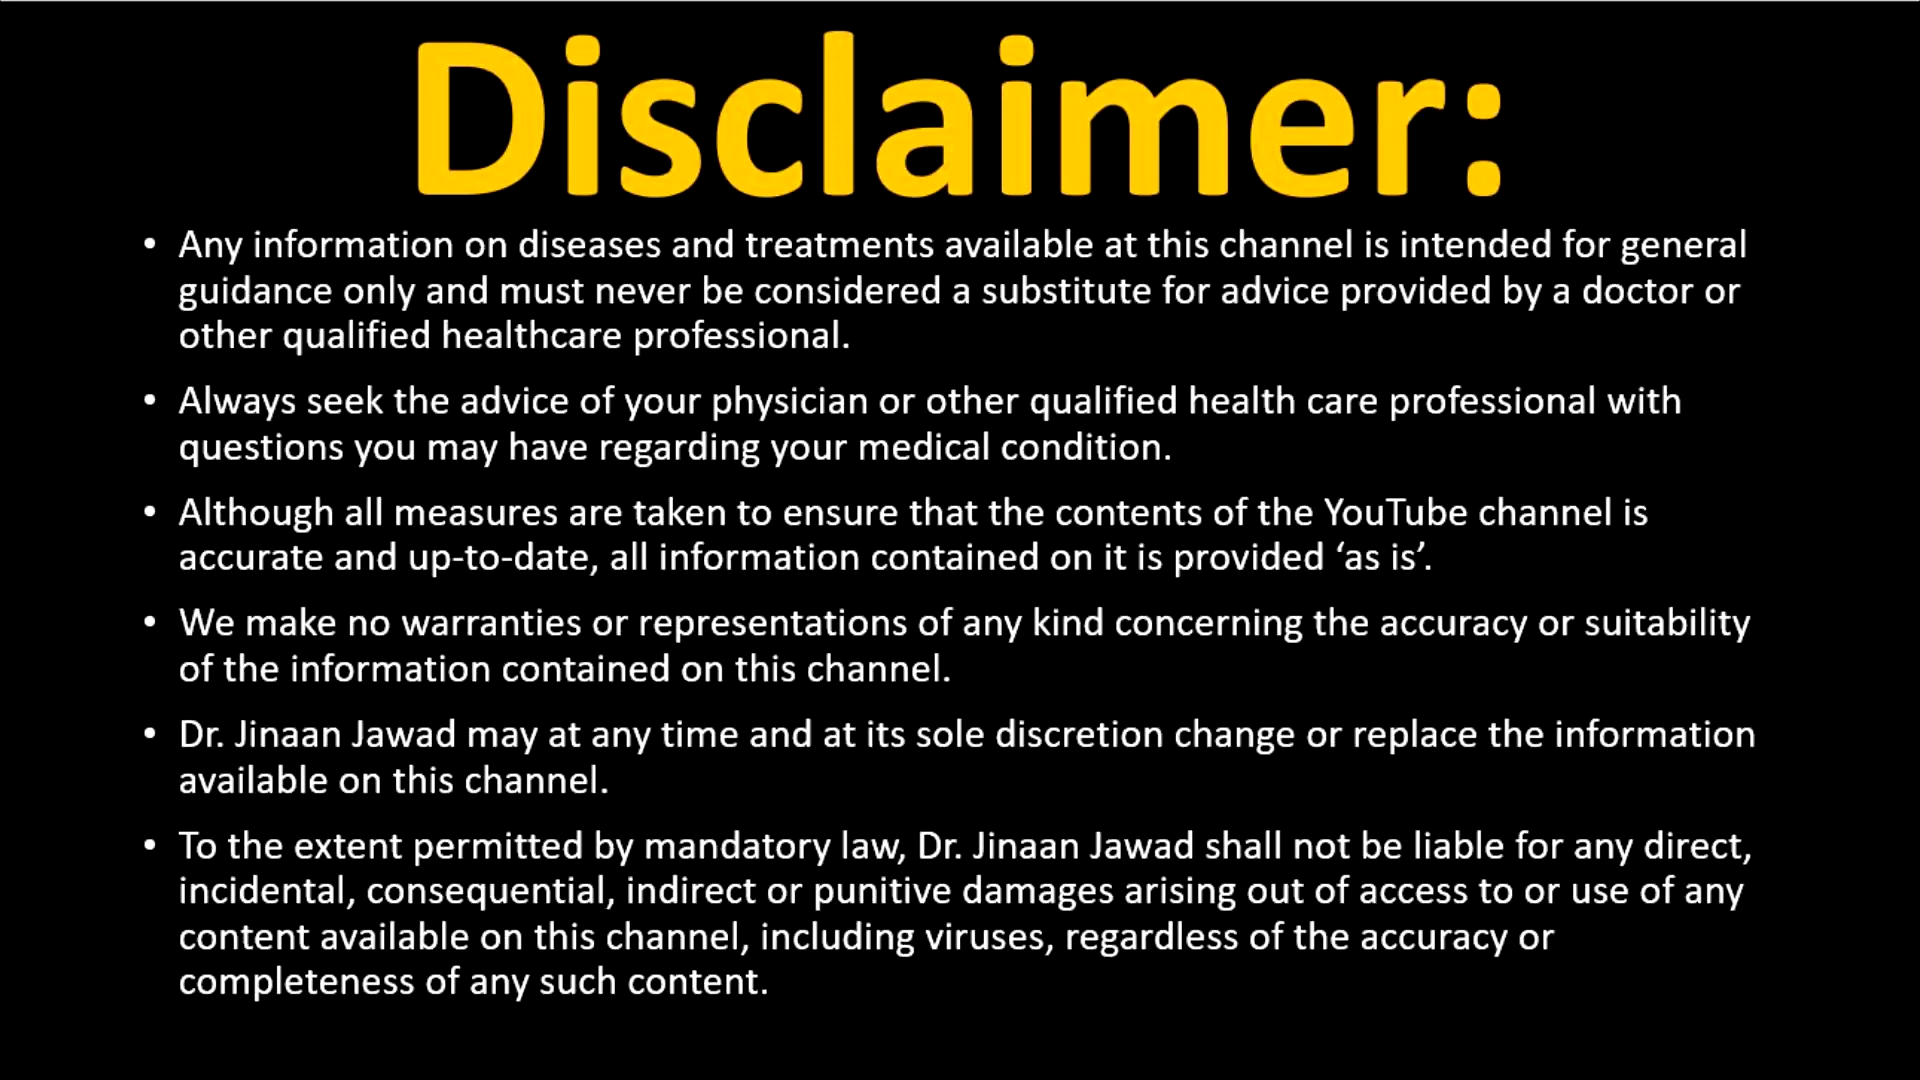 Disclaimer:
• Any information on diseases and treatments available at this channel is intended for general
guidance only and must never be considered a substitute for advice provided by a doctor or
other qualified healthcare professional.
• Always seek the advice of your physician or other qualified health care professional with
questions you may have regarding your medical condition.
• Although all measures are taken to ensure that the contents of the YouTube channel is
accurate and up-to-date, all information contained on it is provided ‘as is’.
• We make no warranties or representations of any kind concerning the accuracy or suitability
of the information contained on this channel.
• Dr. Jinaan Jawad may at any time and at its sole discretion change or replace the information
available on this channel.
• To the extent permitted by mandatory law, Dr. Jinaan Jawad shall not be liable for any direct,
incidental, consequential, indirect or punitive damages arising out of access to or use of any
content available on this channel, including viruses, regardless of the accuracy or
completeness of any such content.